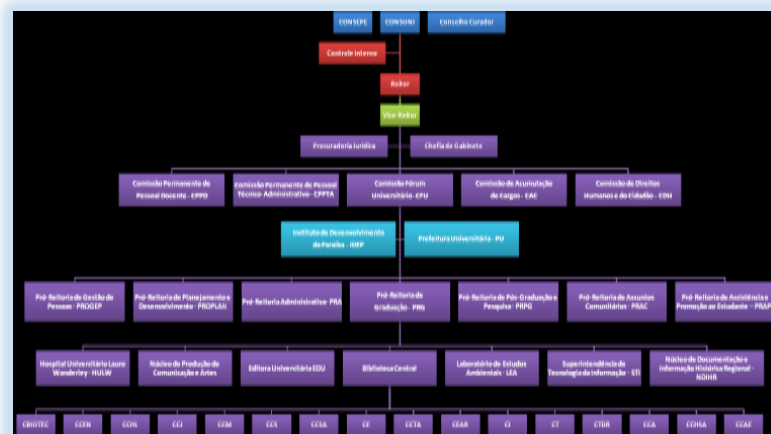 CONSEPE CONSUNI Conselho Curador
Controle Interno
Reitor
Vice-Reitor
Procuradoria Jurídica Chefia de Gabinete
Comissão Permanente de
Pessoal Docente - CPPD
Comissão Permanente de Pessoal
Técnico-Administrativo - CPPTA
Comissão Fórum
Universitário - CFU
Comissão de Acumulação
de Cargos - CAC
Comissão de Direitos
Humanos e do Cidadão - CDH
Instituto de Desenvolvimento
da Paraíba - IDEP
Prefeitura Universitária - PU
Pró-Reitoria de Gestão de
Pessoas - PROGEP
Pró-Reitoria de Planejamento e
Desenvolvimento - PROPLAN
Pró-Reitoria Administrativa - PRA
Pró-Reitoria de
Graduação - PRG
Pró-Reitoria de Pós-Graduação e
Pesquisa - PRPG
Pró-Reitoria de Assuntos
Comunitários - PRAC
Pró-Reitoria de Assistência e
Promoção ao Estudante - PRAPE
Hospital Universitário Lauro
Wanderley - HULW
Núcleo de Produção de
Comunicação e Artes
Editora Universitária EDU
Biblioteca Central
Laboratório de Estudos
Ambientais - LEA
Superintendência de
Tecnologia da Informação - STI
Núcleo de Documentação e
Informação Histórica Regional -
NDIHR
CBIOTEC CCEN CCHL CCJ CCM CCS CCSA CE CCTA CEAR CI CT CTDR CCA CCHSA CCAE